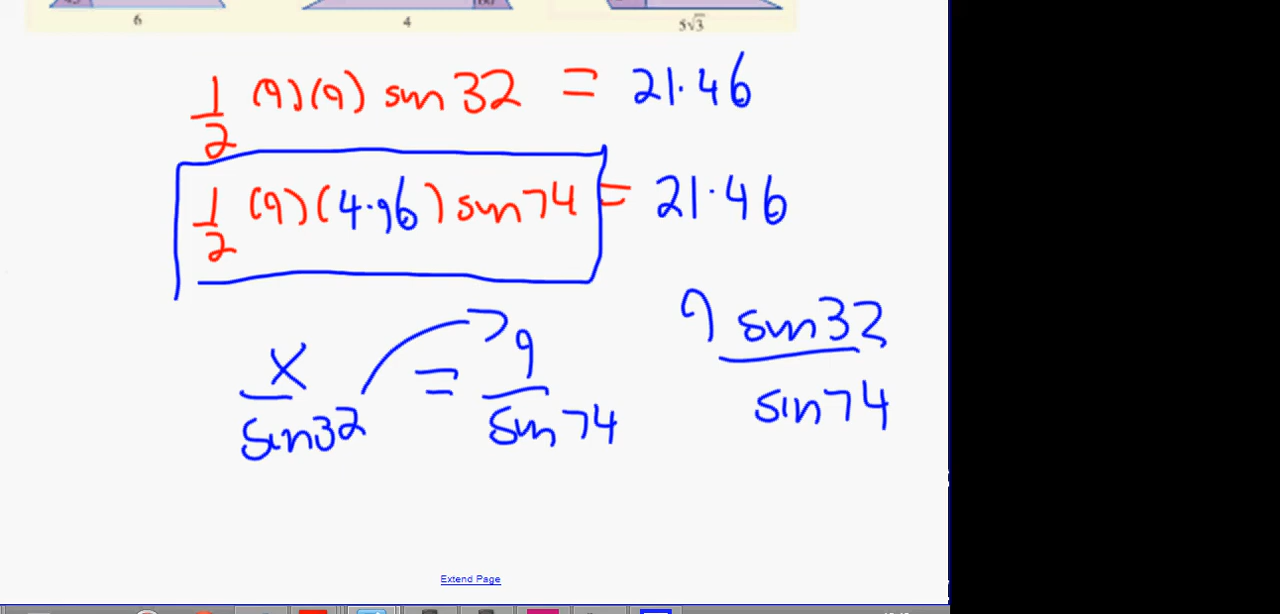 6 4 5√3
1/2 (9)(9) sin 32 = 21.46
1/2 (9)(4.96) sin 74 = 21.46
x/sin32 = 9/sin74
9 sin32/sin74
Extend Page